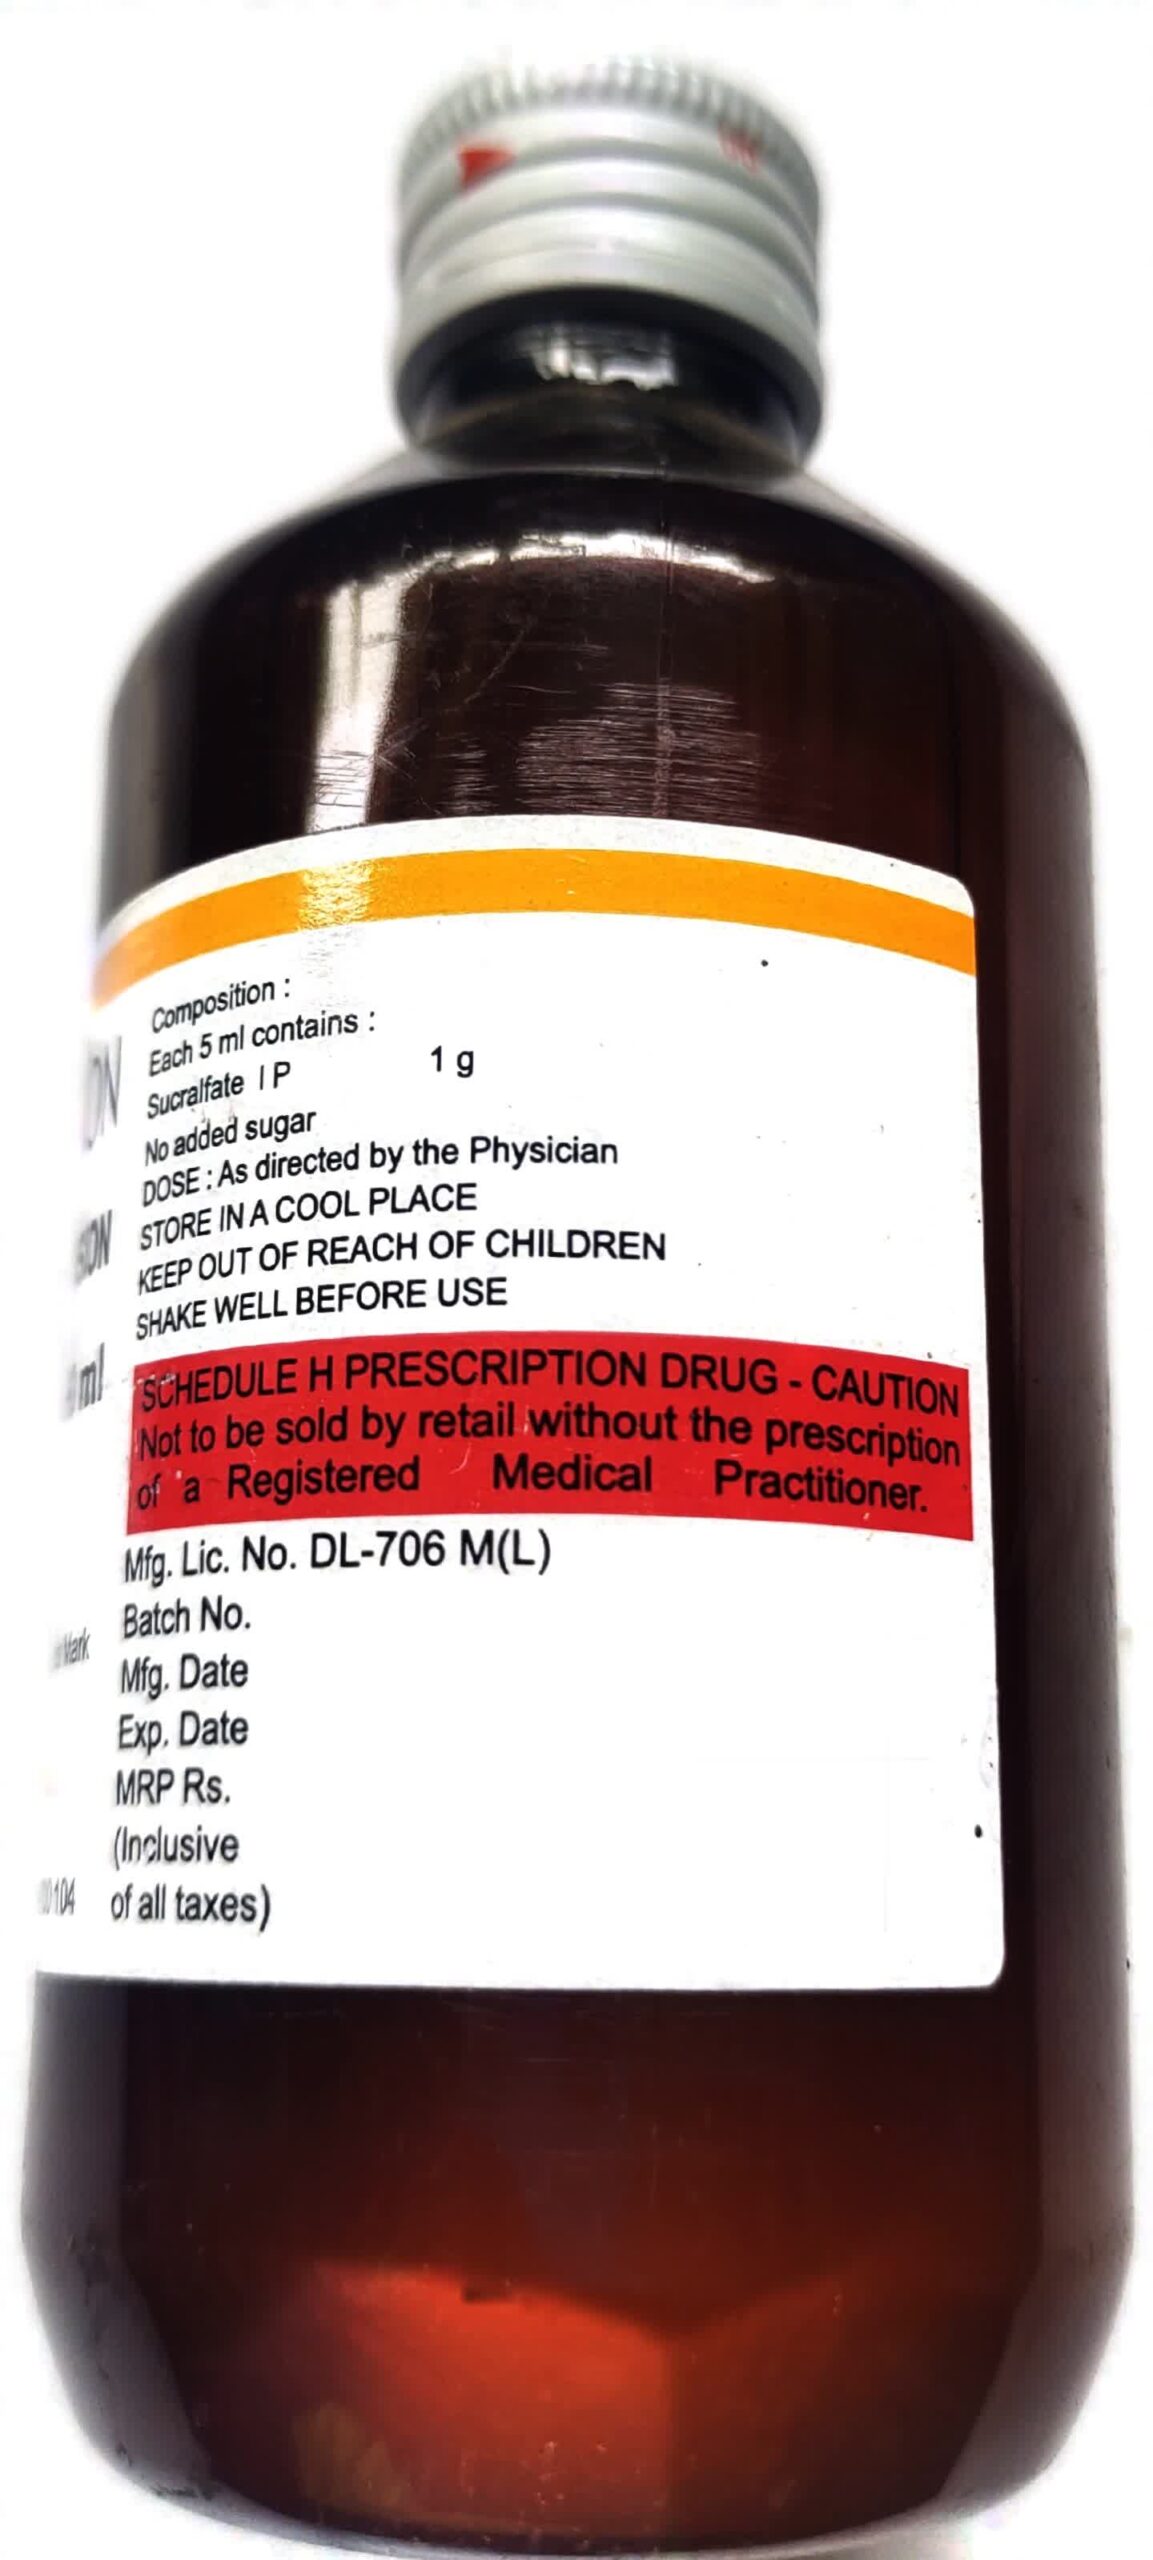 Composition :
Each 5 ml contains :
Sucralfate I P 1 g
No added sugar
DOSE : As directed by the Physician
STORE IN A COOL PLACE
KEEP OUT OF REACH OF CHILDREN
SHAKE WELL BEFORE USE
SCHEDULE H PRESCRIPTION DRUG - CAUTION
Not to be sold by retail without the prescription
of a Registered Medical Practitioner.
Mfg. Lic. No. DL-706 M(L)
Batch No.
Mfg. Date
Exp. Date
MRP Rs.
(Inclusive
of all taxes)
ml
Mark